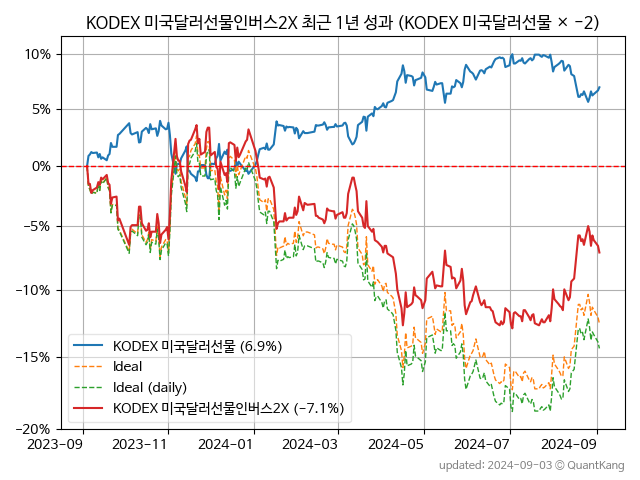 KODEX 미국달러선물인버스2X 최근 1년 성과 (KODEX 미국달러선물 × −2)
10%
5%
0%
−5%
−10%
−15%
−20%
KODEX 미국달러선물 (6.9%)
Ideal
Ideal (daily)
KODEX 미국달러선물인버스2X (−7.1%)
2023-09
2023-11
2024-01
2024-03
2024-05
2024-07
2024-09
updated: 2024-09-03 © QuantKang